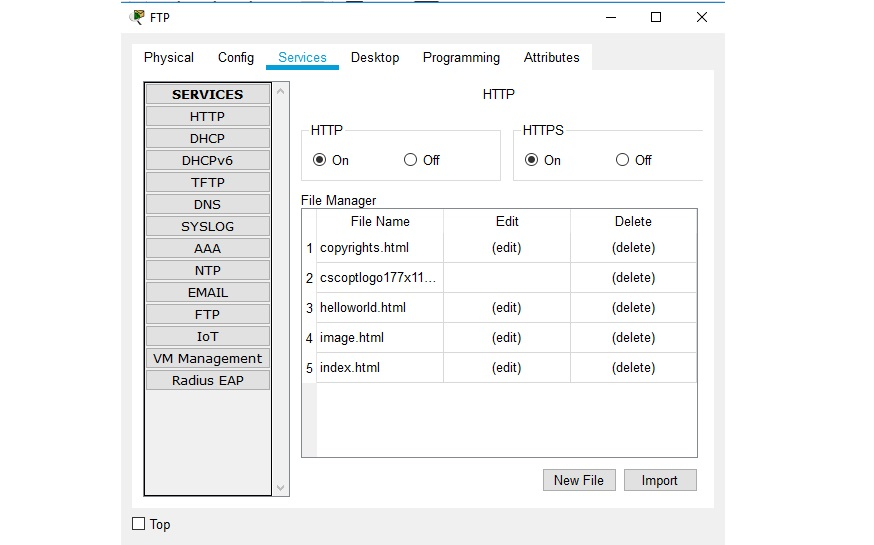 FTP
Physical Config Services Desktop Programming Attributes
SERVICES
HTTP
DHCP
DHCPv6
TFTP
DNS
SYSLOG
AAA
NTP
EMAIL
FTP
IoT
VM Management
Radius EAP
HTTP
HTTP
On Off
HTTPS
On Off
File Manager
File Name Edit Delete
1 copyrights.html (edit) (delete)
2 cscoptlogo177x11... (delete)
3 helloworld.html (edit) (delete)
4 image.html (edit) (delete)
5 index.html (edit) (delete)
New File Import
Top